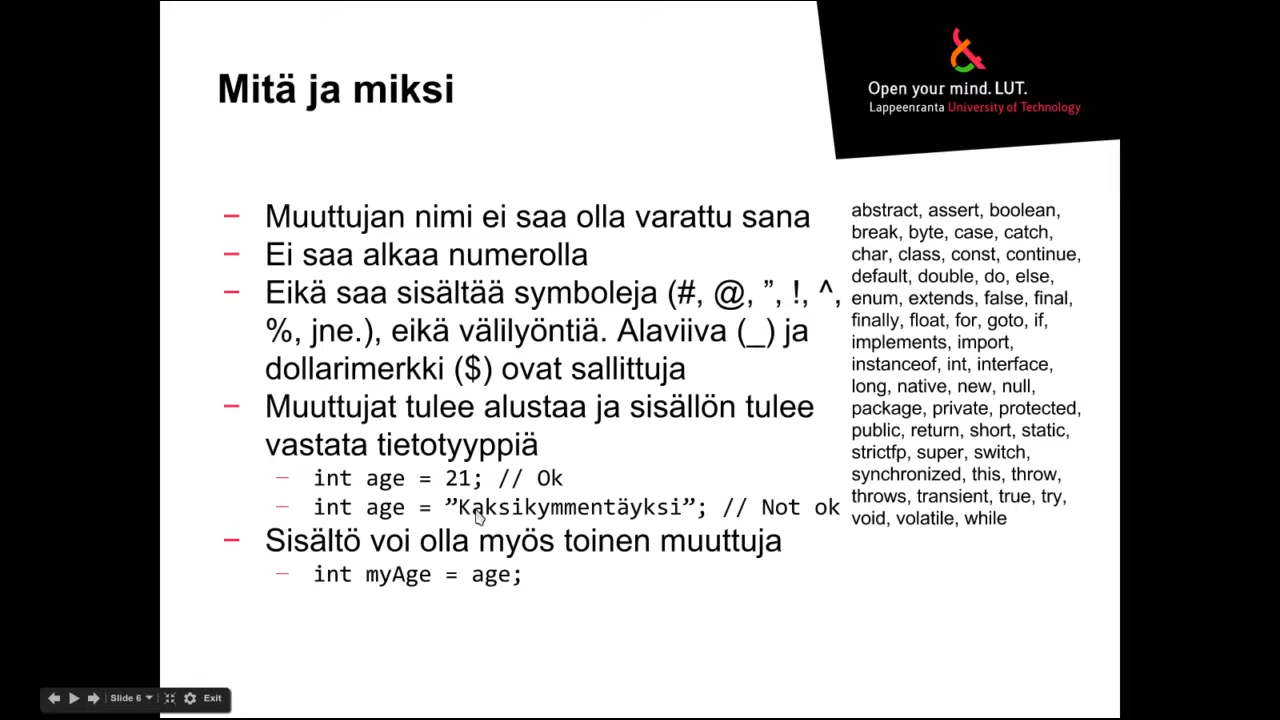 Mitä ja miksi
Open your mind. LUT.
Lappeenranta University of Technology
– Muuttujan nimi ei saa olla varattu sana
– Ei saa alkaa numerolla
– Eikä saa sisältää symboleja (#, @, ”, !, ^,
%, jne.), eikä välilyöntiä. Alaviiva (_) ja
dollarimerkki ($) ovat sallittuja
– Muuttujat tulee alustaa ja sisällön tulee
vastata tietotyyppiä
– int age = 21; // Ok
– int age = ”Kaksikymmentäyksi”; // Not ok
– Sisältö voi olla myös toinen muuttuja
– int myAge = age;
abstract, assert, boolean,
break, byte, case, catch,
char, class, const, continue,
default, double, do, else,
enum, extends, false, final,
finally, float, for, goto, if,
implements, import,
instanceof, int, interface,
long, native, new, null,
package, private, protected,
public, return, short, static,
strictfp, super, switch,
synchronized, this, throw,
throws, transient, true, try,
void, volatile, while
Slide 6
Exit